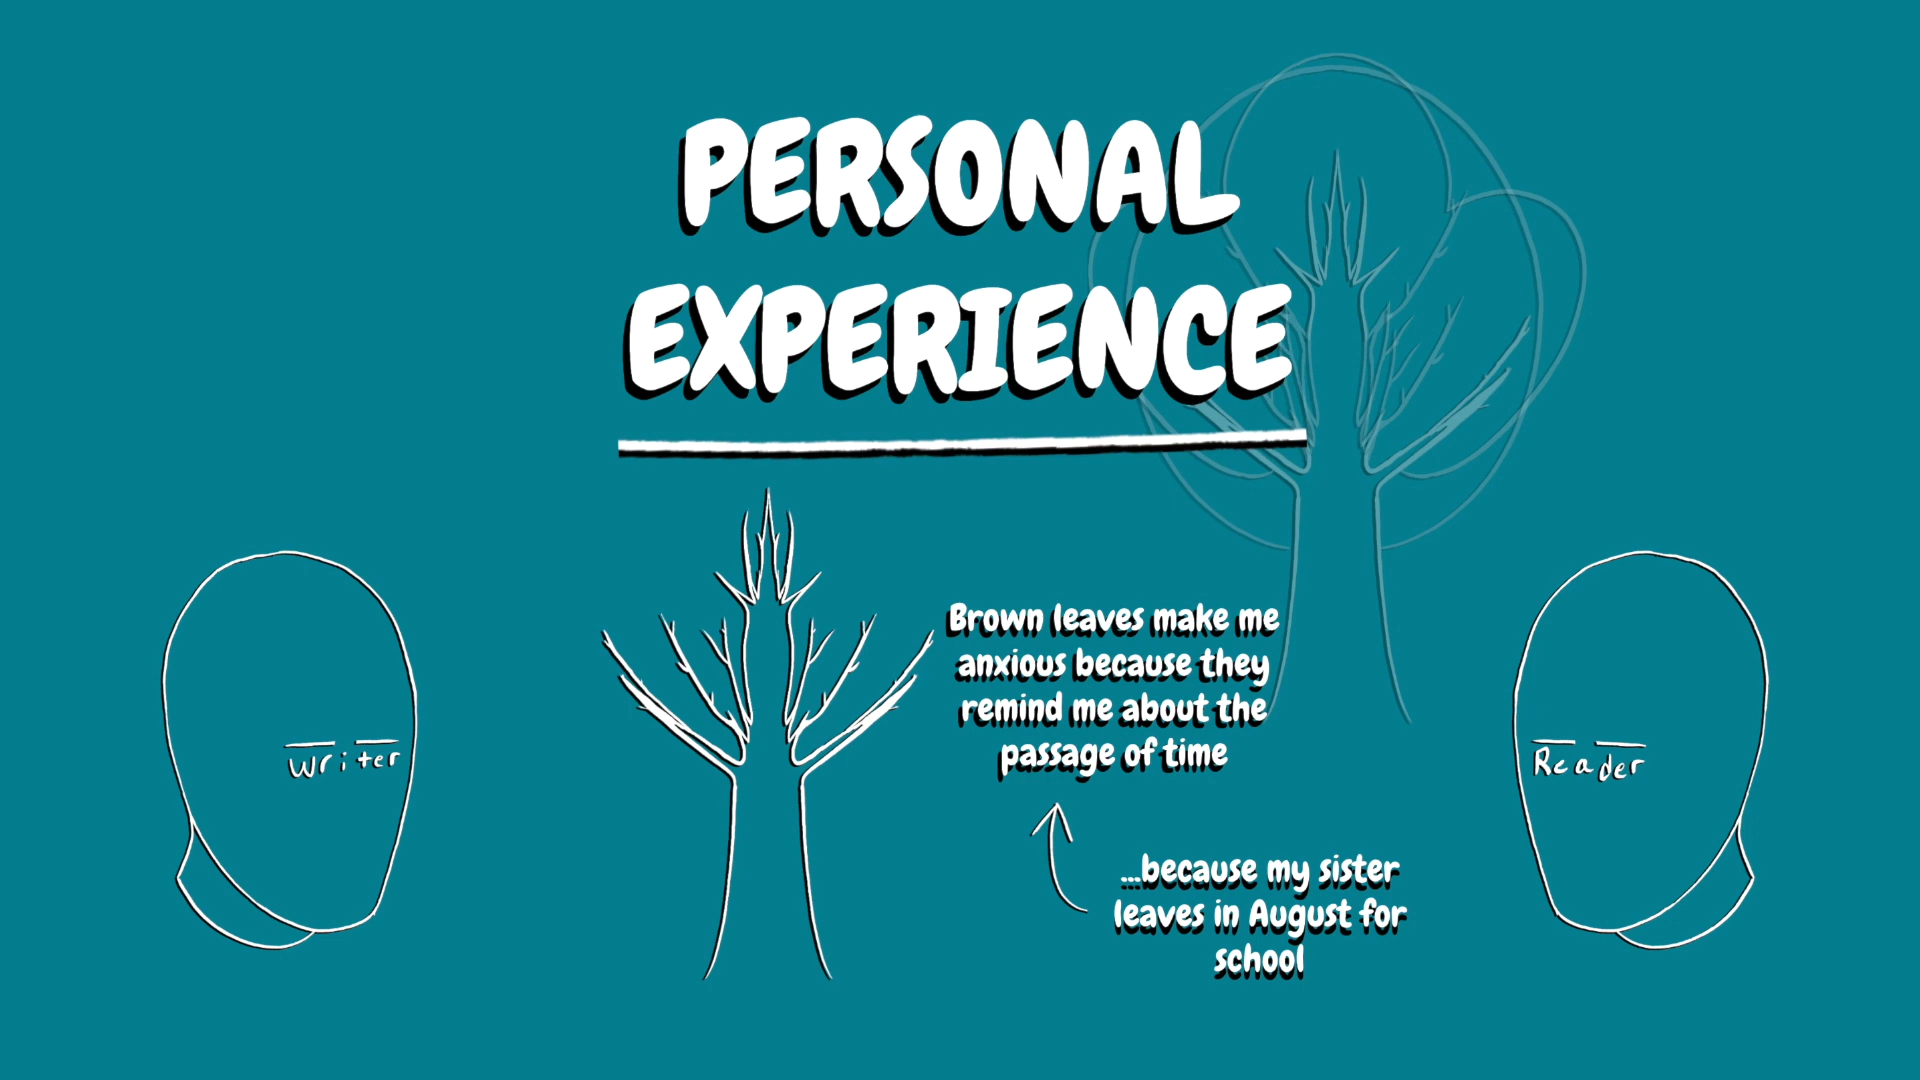 PERSONAL
EXPERIENCE
Brown leaves make me
anxious because they
remind me about the
passage of time
Writer
Reader
...because my sister
leaves in August for
school